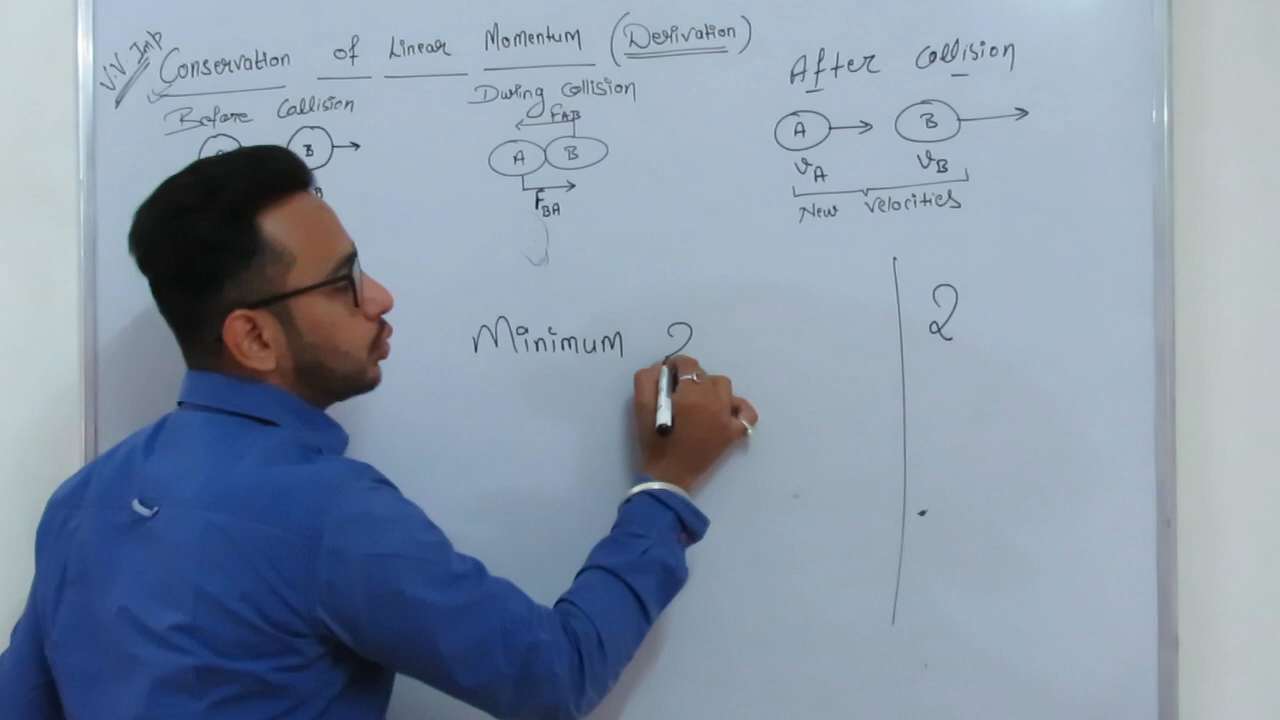 V.V. Imp
Conservation of Linear Momentum (Derivation)
Before Collision
B
During Collision
FAB
A B
FBA
After Collision
A B
vA vB
New velocities
Minimum 2
2